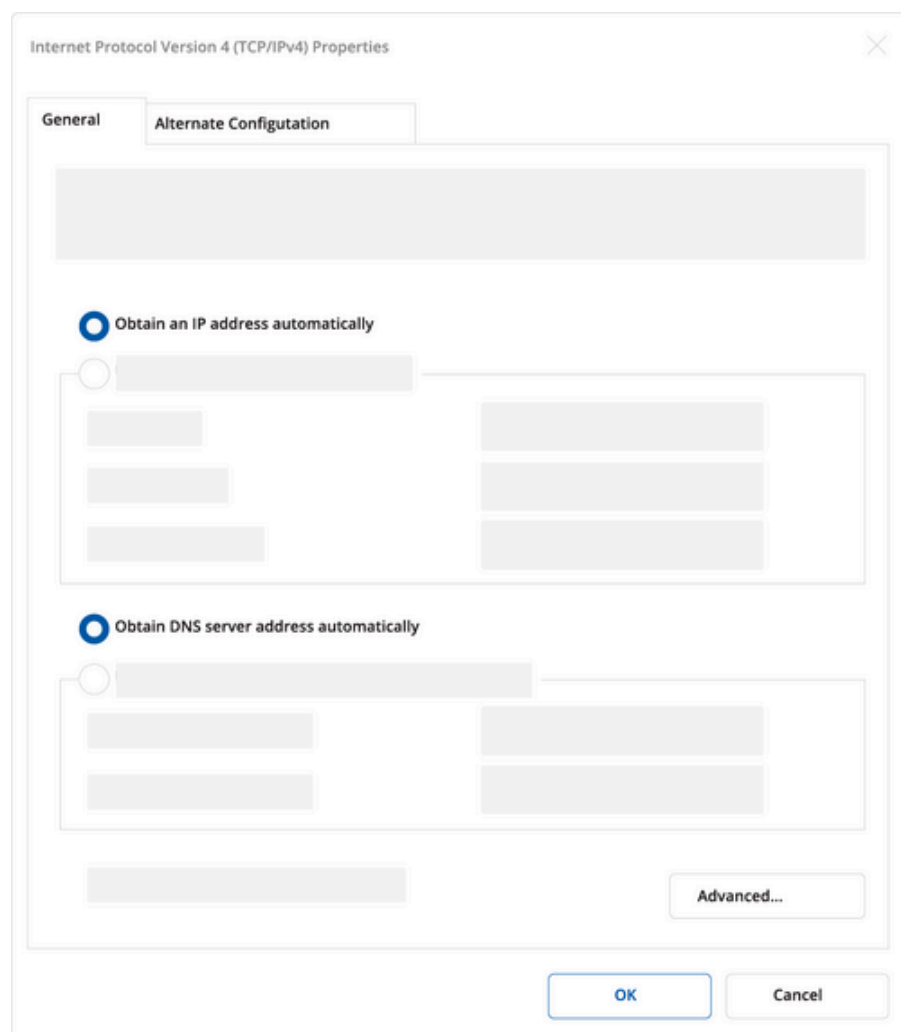 Internet Protocol Version 4 (TCP/IPv4) Properties
General
Alternate Configutation
Obtain an IP address automatically
Obtain DNS server address automatically
Advanced...
OK
Cancel